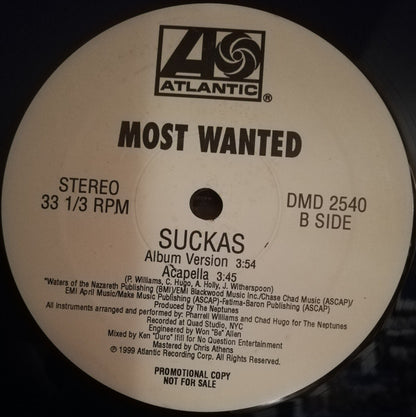 ATLANTIC®
MOST WANTED
STEREO
33 1/3 RPM
DMD 2540
B SIDE
SUCKAS
Album Version 3:54
Acapella 3:45
(P. Williams, C. Hugo, A. Holly, J. Witherspoon)
"Waters of the Nazareth Publishing (BMI)/EMI Blackwood Music Inc./Chase Chad Music (ASCAP)/
EMI April Music/Make Music Publishing (ASCAP)-Fatima-Baron Publishing (ASCAP)
Produced by The Neptunes
All instruments arranged and performed by: Pharrell Williams and Chad Hugo for The Neptunes
Recorded at Quad Studio, NYC
Engineered by Won "Be" Allen
Mixed by Ken "Duro" Ifill for No Question Entertainment
Mastered by Chris Athens
℗ 1999 Atlantic Recording Corp. All Rights Reserved.
PROMOTIONAL COPY
NOT FOR SALE